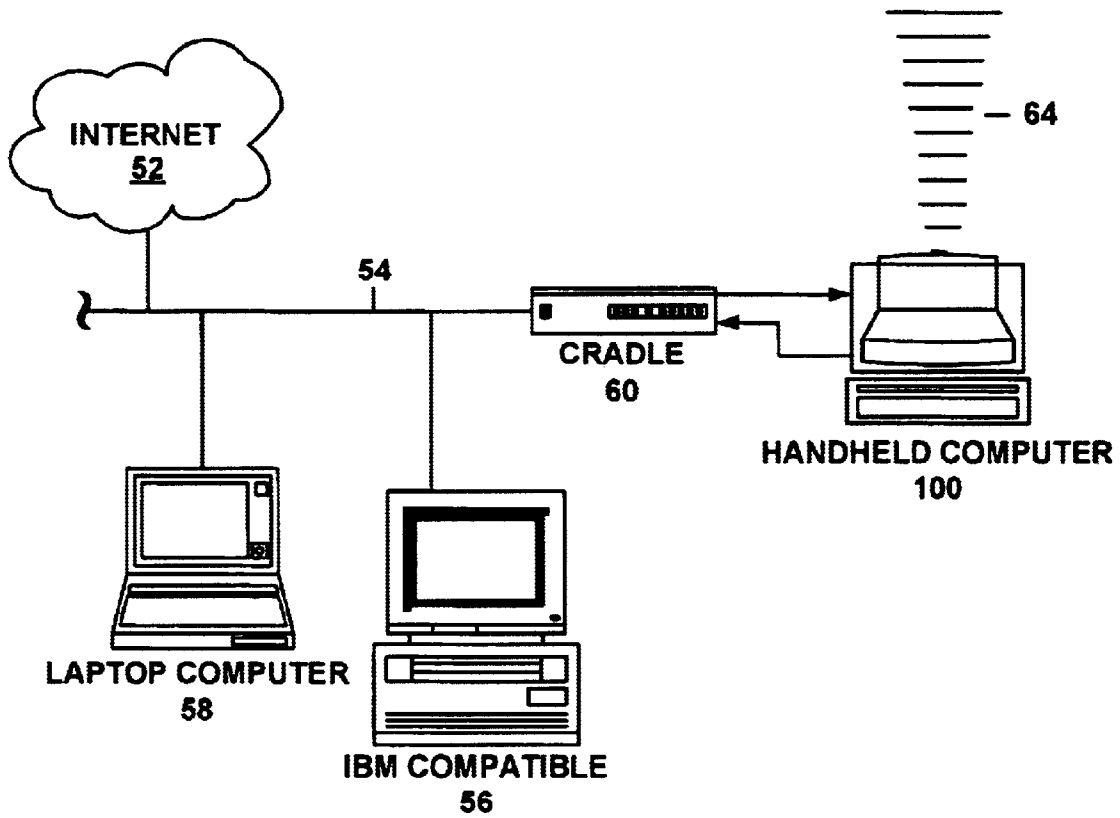 INTERNET
52
64
54
CRADLE
60
HANDHELD COMPUTER
100
LAPTOP COMPUTER
58
IBM COMPATIBLE
56